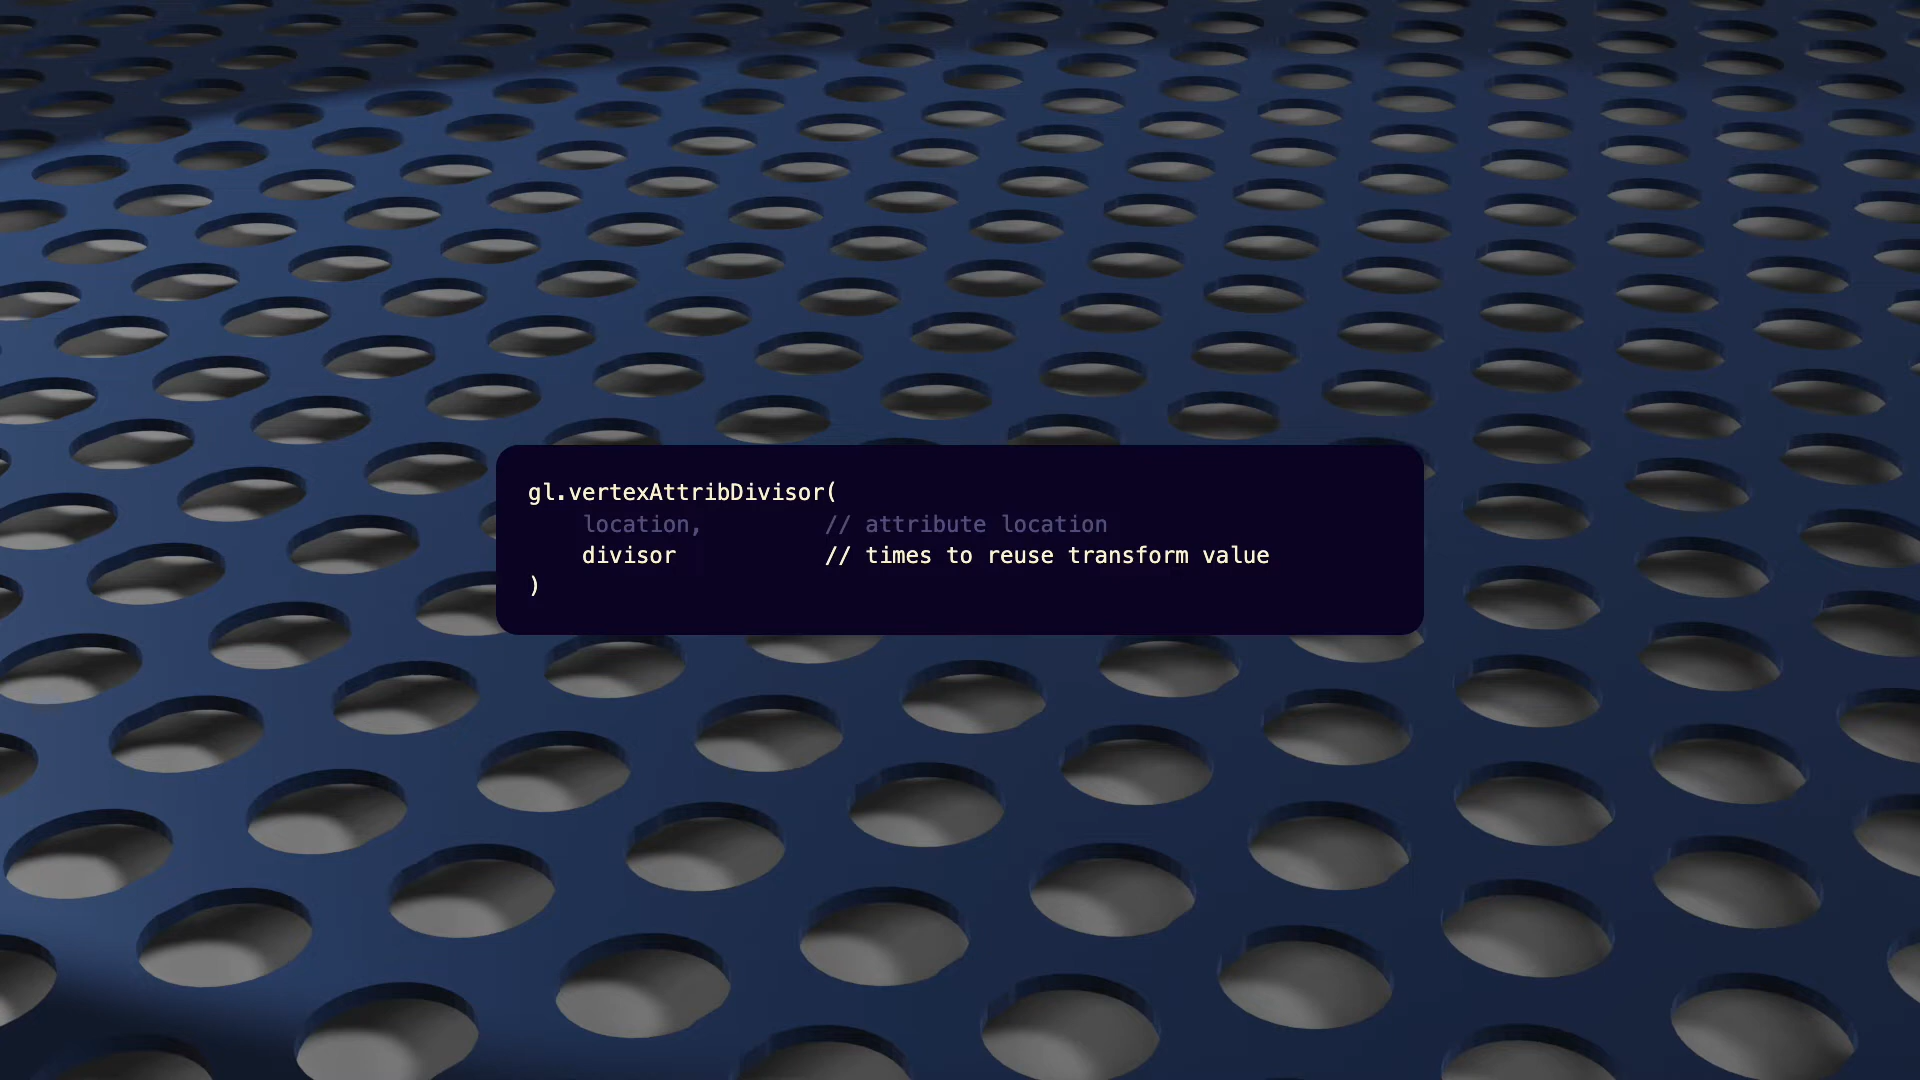 gl.vertexAttribDivisor(
    location,         // attribute location
    divisor           // times to reuse transform value
)